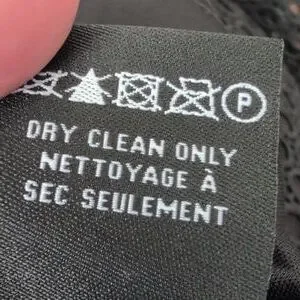 P
DRY CLEAN ONLY
NETTOYAGE À
SEC SEULEMENT